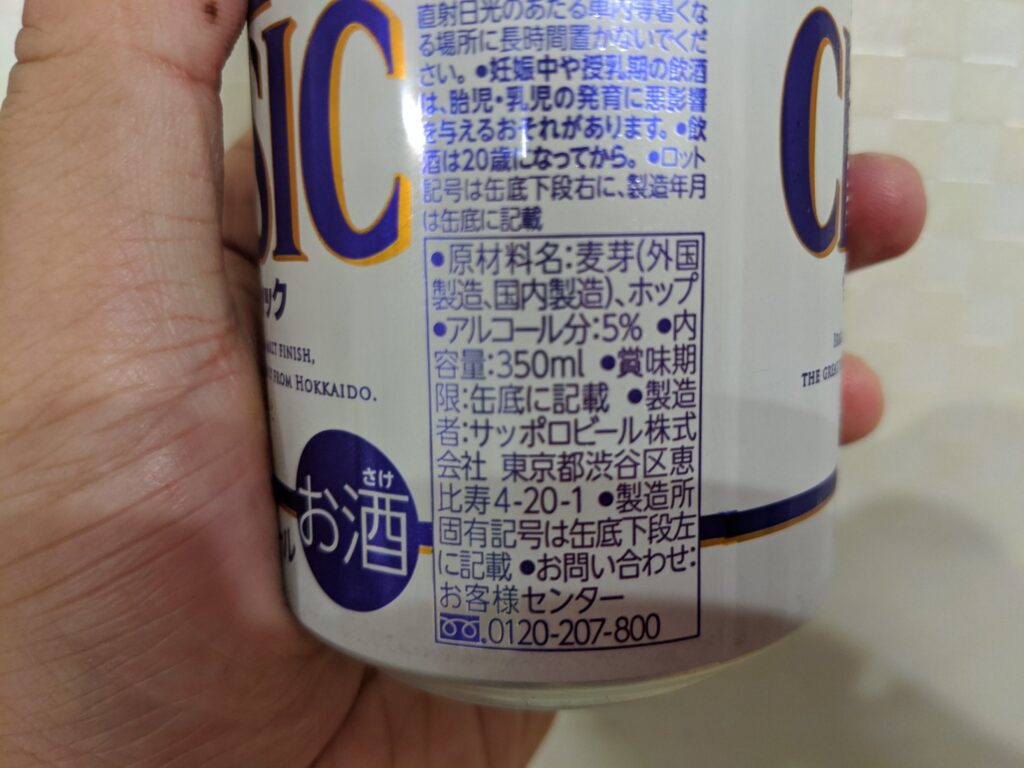 SIC
ック
MALT FINISH,
FROM HOKKAIDO.
さけ
お酒
ル
直射日光のあたる車内等暑くな
る場所に長時間置かないでくだ
さい。●妊娠中や授乳期の飲酒
は、胎児・乳児の発育に悪影響
を与えるおそれがあります。●飲
酒は20歳になってから。●ロット
記号は缶底下段右に、製造年月
は缶底に記載
●原材料名:麦芽(外国
製造、国内製造)、ホップ
●アルコール分:5% ●内
容量:350ml ●賞味期
限:缶底に記載 ●製造
者:サッポロビール株式
会社 東京都渋谷区恵
比寿4-20-1 ●製造所
固有記号は缶底下段左
に記載 ●お問い合わせ:
お客様センター
0120-207-800
C
THE GREAT